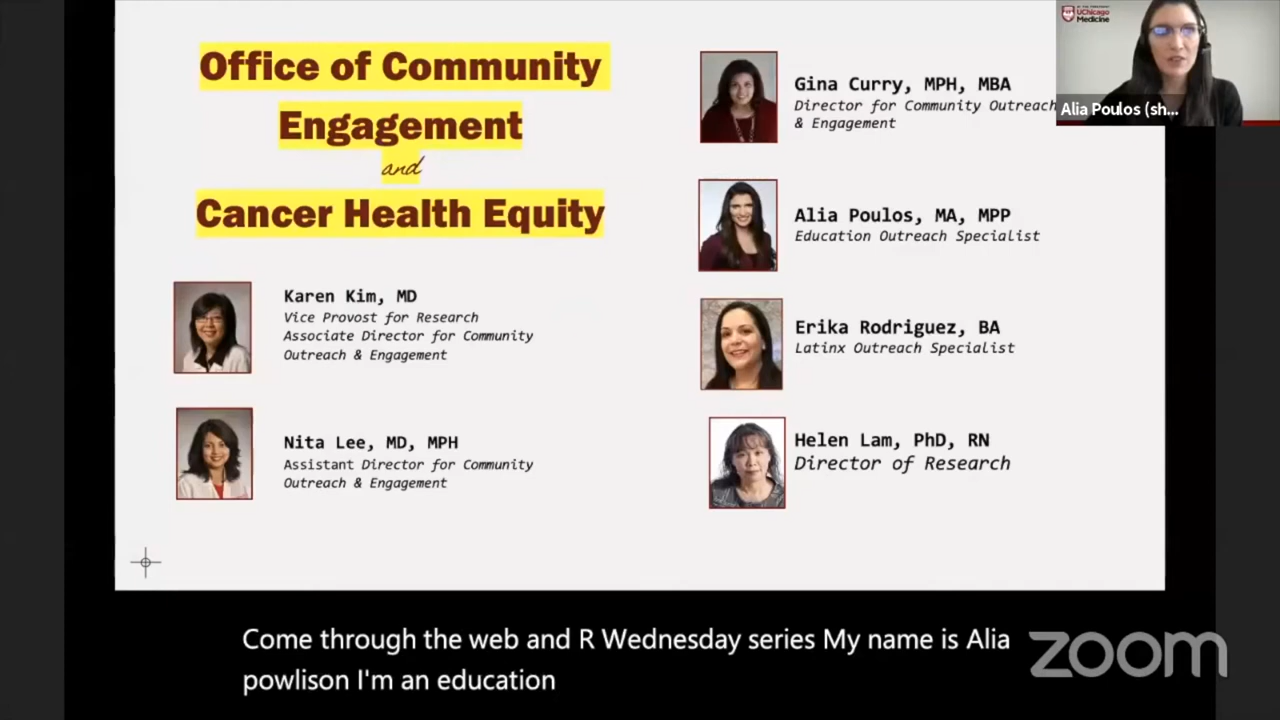 Office of Community
Engagement
and
Cancer Health Equity
Karen Kim, MD
Vice Provost for Research
Associate Director for Community
Outreach & Engagement
Nita Lee, MD, MPH
Assistant Director for Community
Outreach & Engagement
Gina Curry, MPH, MBA
Director for Community Outreach
& Engagement
Alia Poulos, MA, MPP
Education Outreach Specialist
Erika Rodriguez, BA
Latinx Outreach Specialist
Helen Lam, PhD, RN
Director of Research
UChicago
Medicine
Alia Poulos (sh...
Come through the web and R Wednesday series My name is Alia
powlison I'm an education
zoom